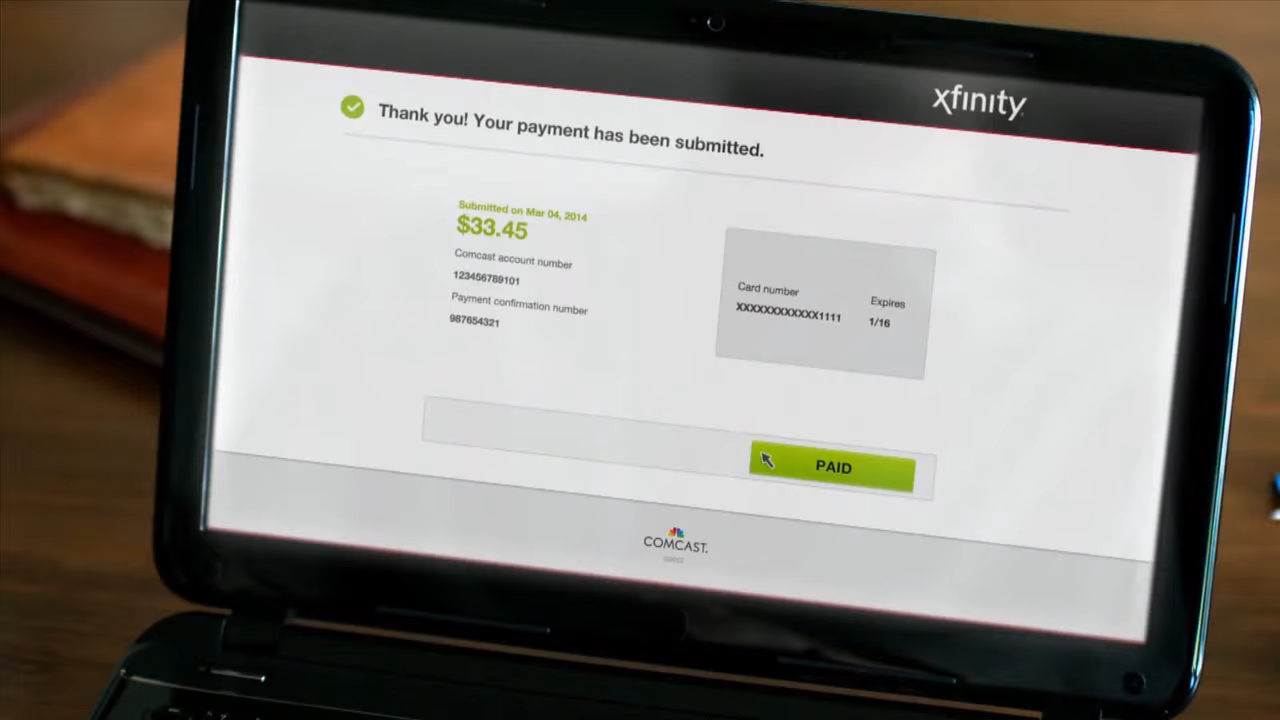 xfinity
Thank you! Your payment has been submitted.
Submitted on Mar 04, 2014
$33.45
Comcast account number
123456789101
Payment confirmation number
987654321
Card number
Expires
XXXXXXXXXXXX1111
1/16
PAID
COMCAST.